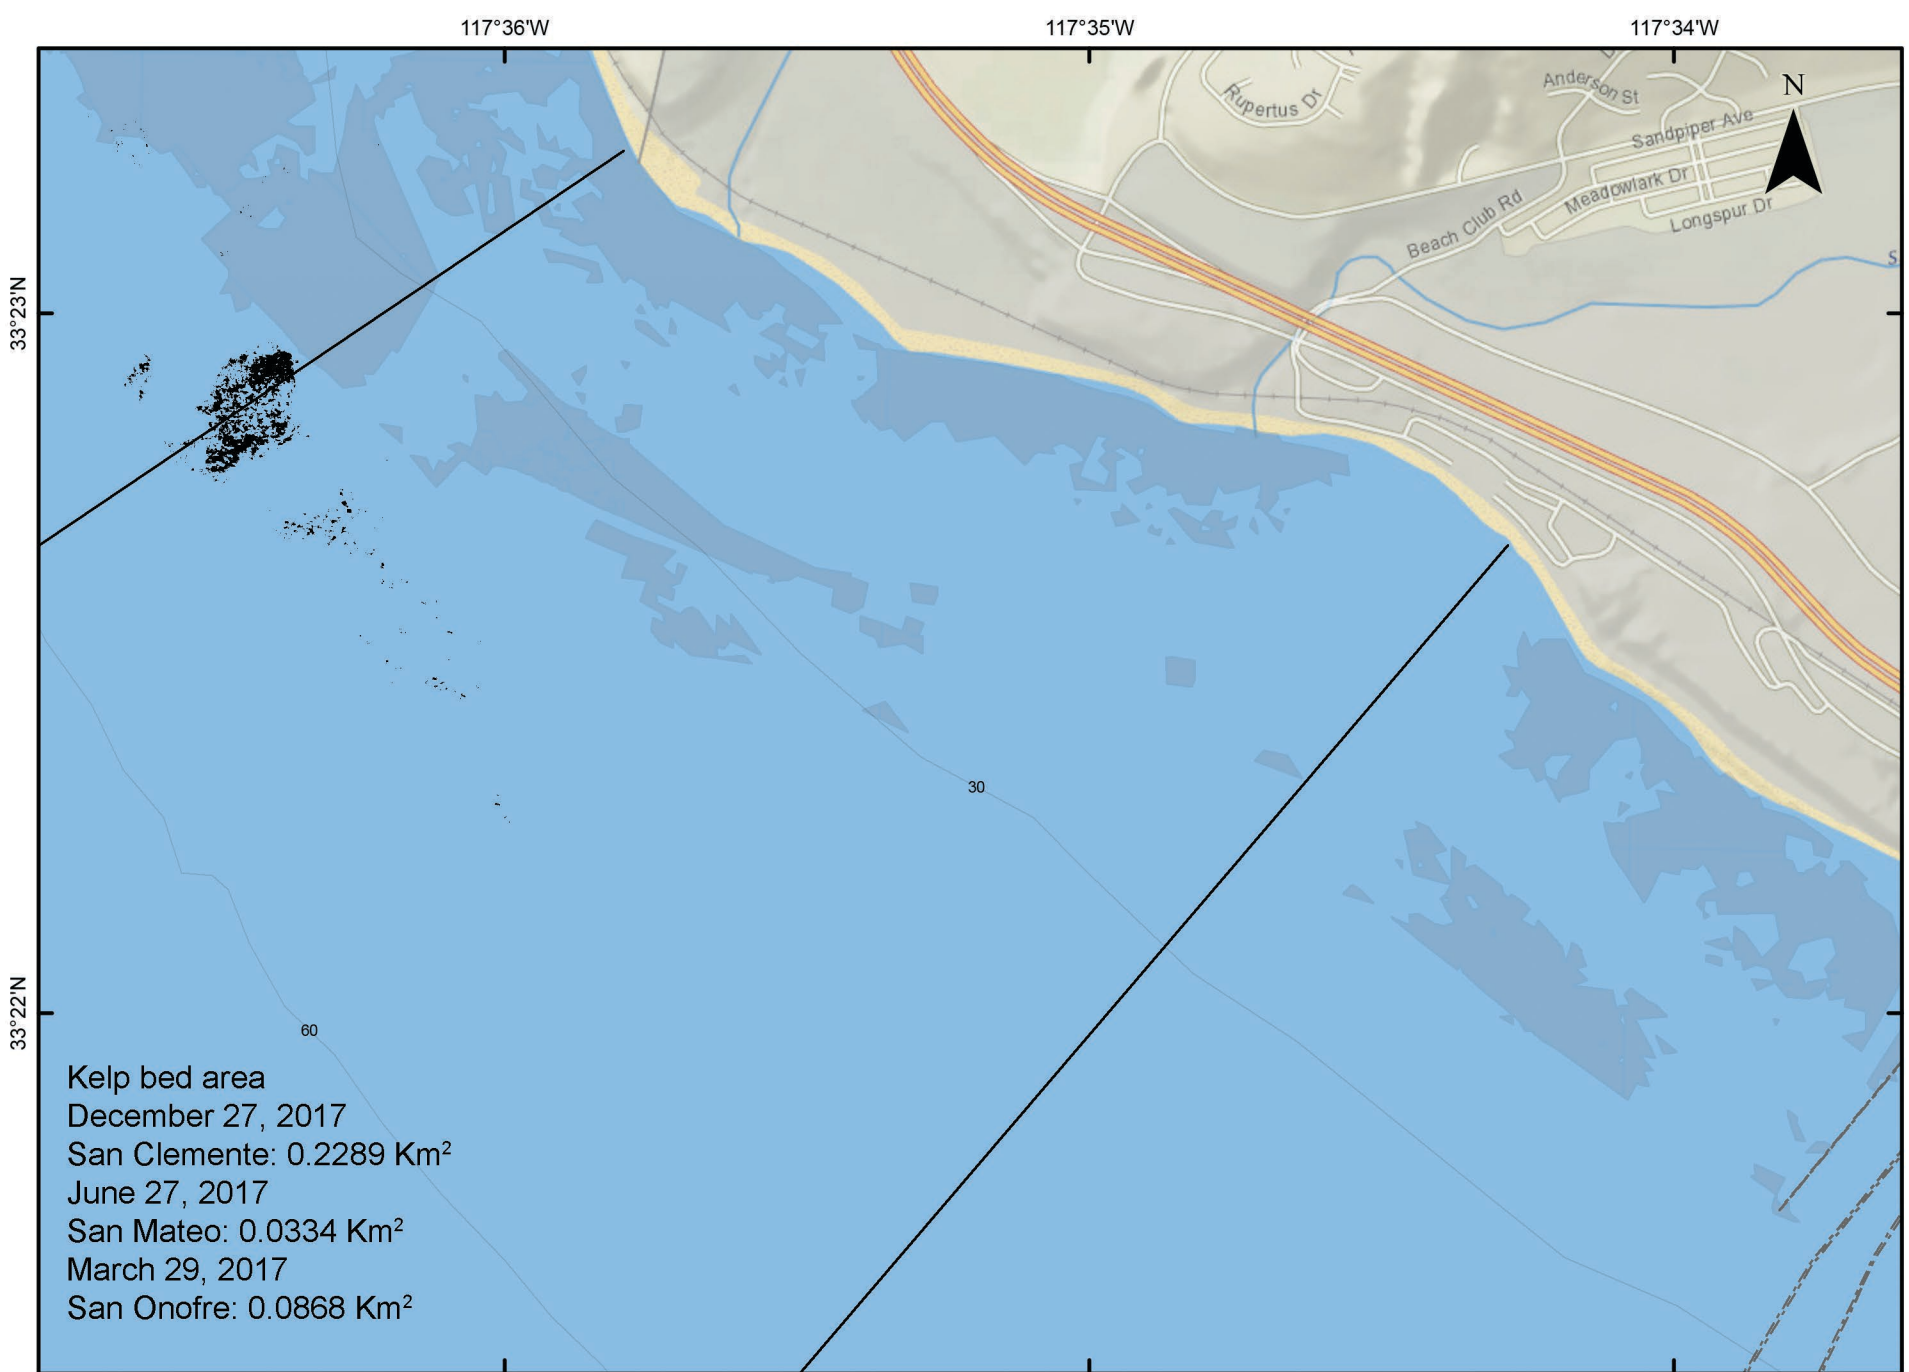 117°36'W
117°35'W
117°34'W
Rupertus Dr
Anderson St
N
Sandpiper Ave
Meadowlark Dr
Longspur Dr
Beach Club Rd
S
33°23'N
30
33°22'N
60
Kelp bed area
December 27, 2017
San Clemente: 0.2289 Km²
June 27, 2017
San Mateo: 0.0334 Km²
March 29, 2017
San Onofre: 0.0868 Km²